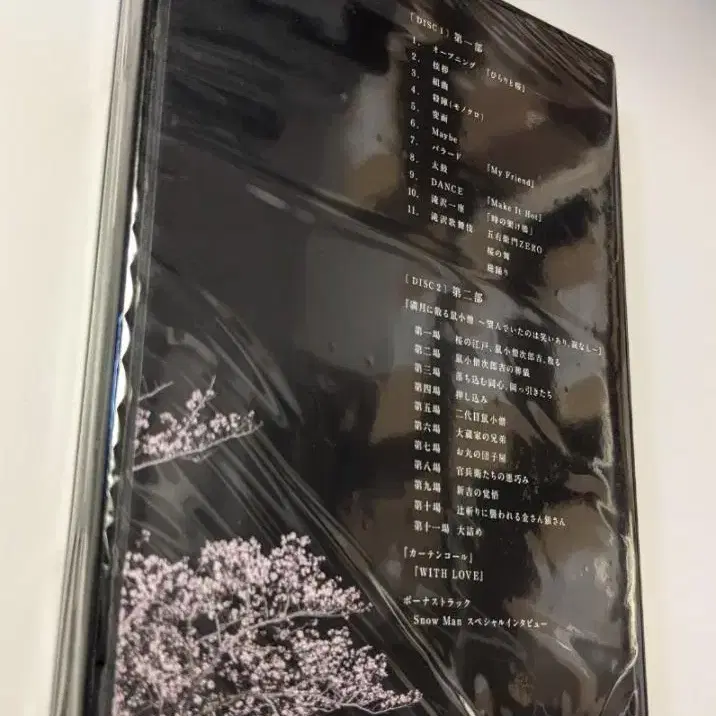 [DISC 1] 第一部
1. オープニング 『ひらりと桜』
2. 挨拶
3. 組曲
4. 殺陣(モノクロ)
5. 変面
6. Maybe
7. バラード 『My Friend』
8. 太鼓
9. DANCE 『Make It Hot』
10. 滝沢一座 『時の架け橋』
11. 滝沢歌舞伎 五右衛門ZERO
桜の舞
総踊り
[DISC 2] 第二部
『満月に散る鼠小僧 ~望んでいたのは笑いあり、涙なし~』
第一場 桜の江戸、鼠小僧次郎吉、散る
第二場 鼠小僧次郎吉の葬儀
第三場 落ち込む同心、岡っ引きたち
第四場 押し込み
第五場 二代目鼠小僧
第六場 大蔵家の兄弟
第七場 お丸の団子屋
第八場 官兵衛たちの悪巧み
第九場 新吉の覚悟
第十場 辻斬りに襲われる金さん銀さん
第十一場 大詰め
『カーテンコール』
『WITH LOVE』
ボーナストラック
Snow Man スペシャルインタビュー